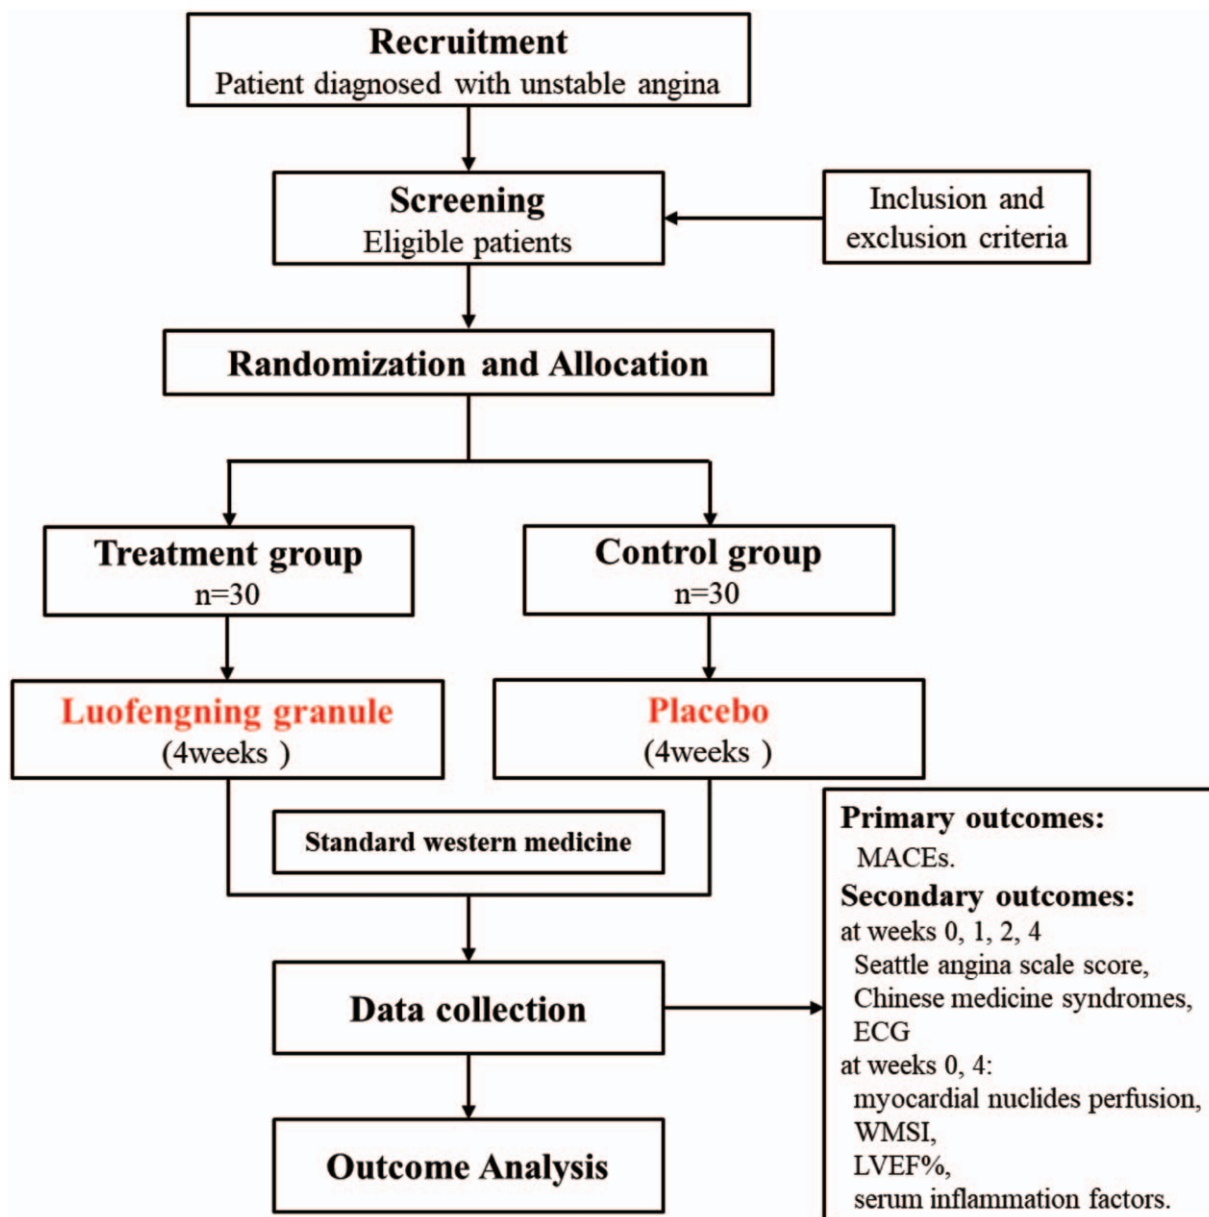 Recruitment
Patient diagnosed with unstable angina
Screening
Eligible patients
Inclusion and
exclusion criteria
Randomization and Allocation
Treatment group
n=30
Control group
n=30
Luofengning granule
(4weeks )
Placebo
(4weeks )
Standard western medicine
Data collection
Primary outcomes:
MACEs.
Secondary outcomes:
at weeks 0, 1, 2, 4
Seattle angina scale score,
Chinese medicine syndromes,
ECG
at weeks 0, 4:
myocardial nuclides perfusion,
WMSI,
LVEF%,
serum inflammation factors.
Outcome Analysis